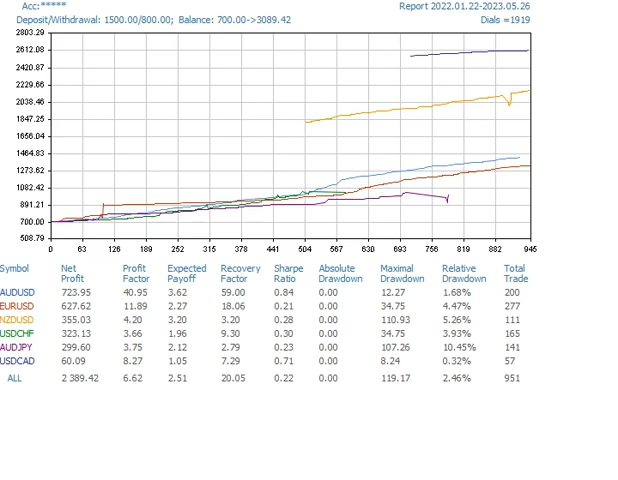 Acc:*****
Report 2022.01.22-2023.05.26
Deposit/Withdrawal: 1500.00/800.00; Balance: 700.00->3089.42
Dials =1919
2803.29
2612.08
2420.87
2229.66
2038.46
1847.25
1656.04
1464.83
1273.62
1082.42
891.21
700.00
508.79
0 63 126 189 252 315 378 441 504 567 630 693 756 819 882 945
Symbol Net Profit Profit Factor Expected Payoff Recovery Factor Sharpe Ratio Absolute Drawdown Maximal Drawdown Relative Drawdown Total Trade
AUDUSD 723.95 40.95 3.62 59.00 0.84 0.00 12.27 1.68% 200
EURUSD 627.62 11.89 2.27 18.06 0.21 0.00 34.75 4.47% 277
NZDUSD 355.03 4.20 3.20 3.20 0.28 0.00 110.93 5.26% 111
USDCHF 323.13 3.66 1.96 9.30 0.30 0.00 34.75 3.93% 165
AUDJPY 299.60 3.75 2.12 2.79 0.23 0.00 107.26 10.45% 141
USDCAD 60.09 8.27 1.05 7.29 0.71 0.00 8.24 0.32% 57
ALL 2 389.42 6.62 2.51 20.05 0.22 0.00 119.17 2.46% 951